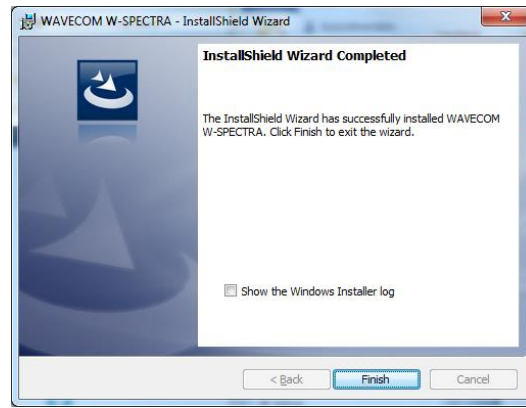 WAVECOM W-SPECTRA - InstallShield Wizard
InstallShield Wizard Completed
The InstallShield Wizard has successfully installed WAVECOM
W-SPECTRA. Click Finish to exit the wizard.
Show the Windows Installer log
< Back
Finish
Cancel